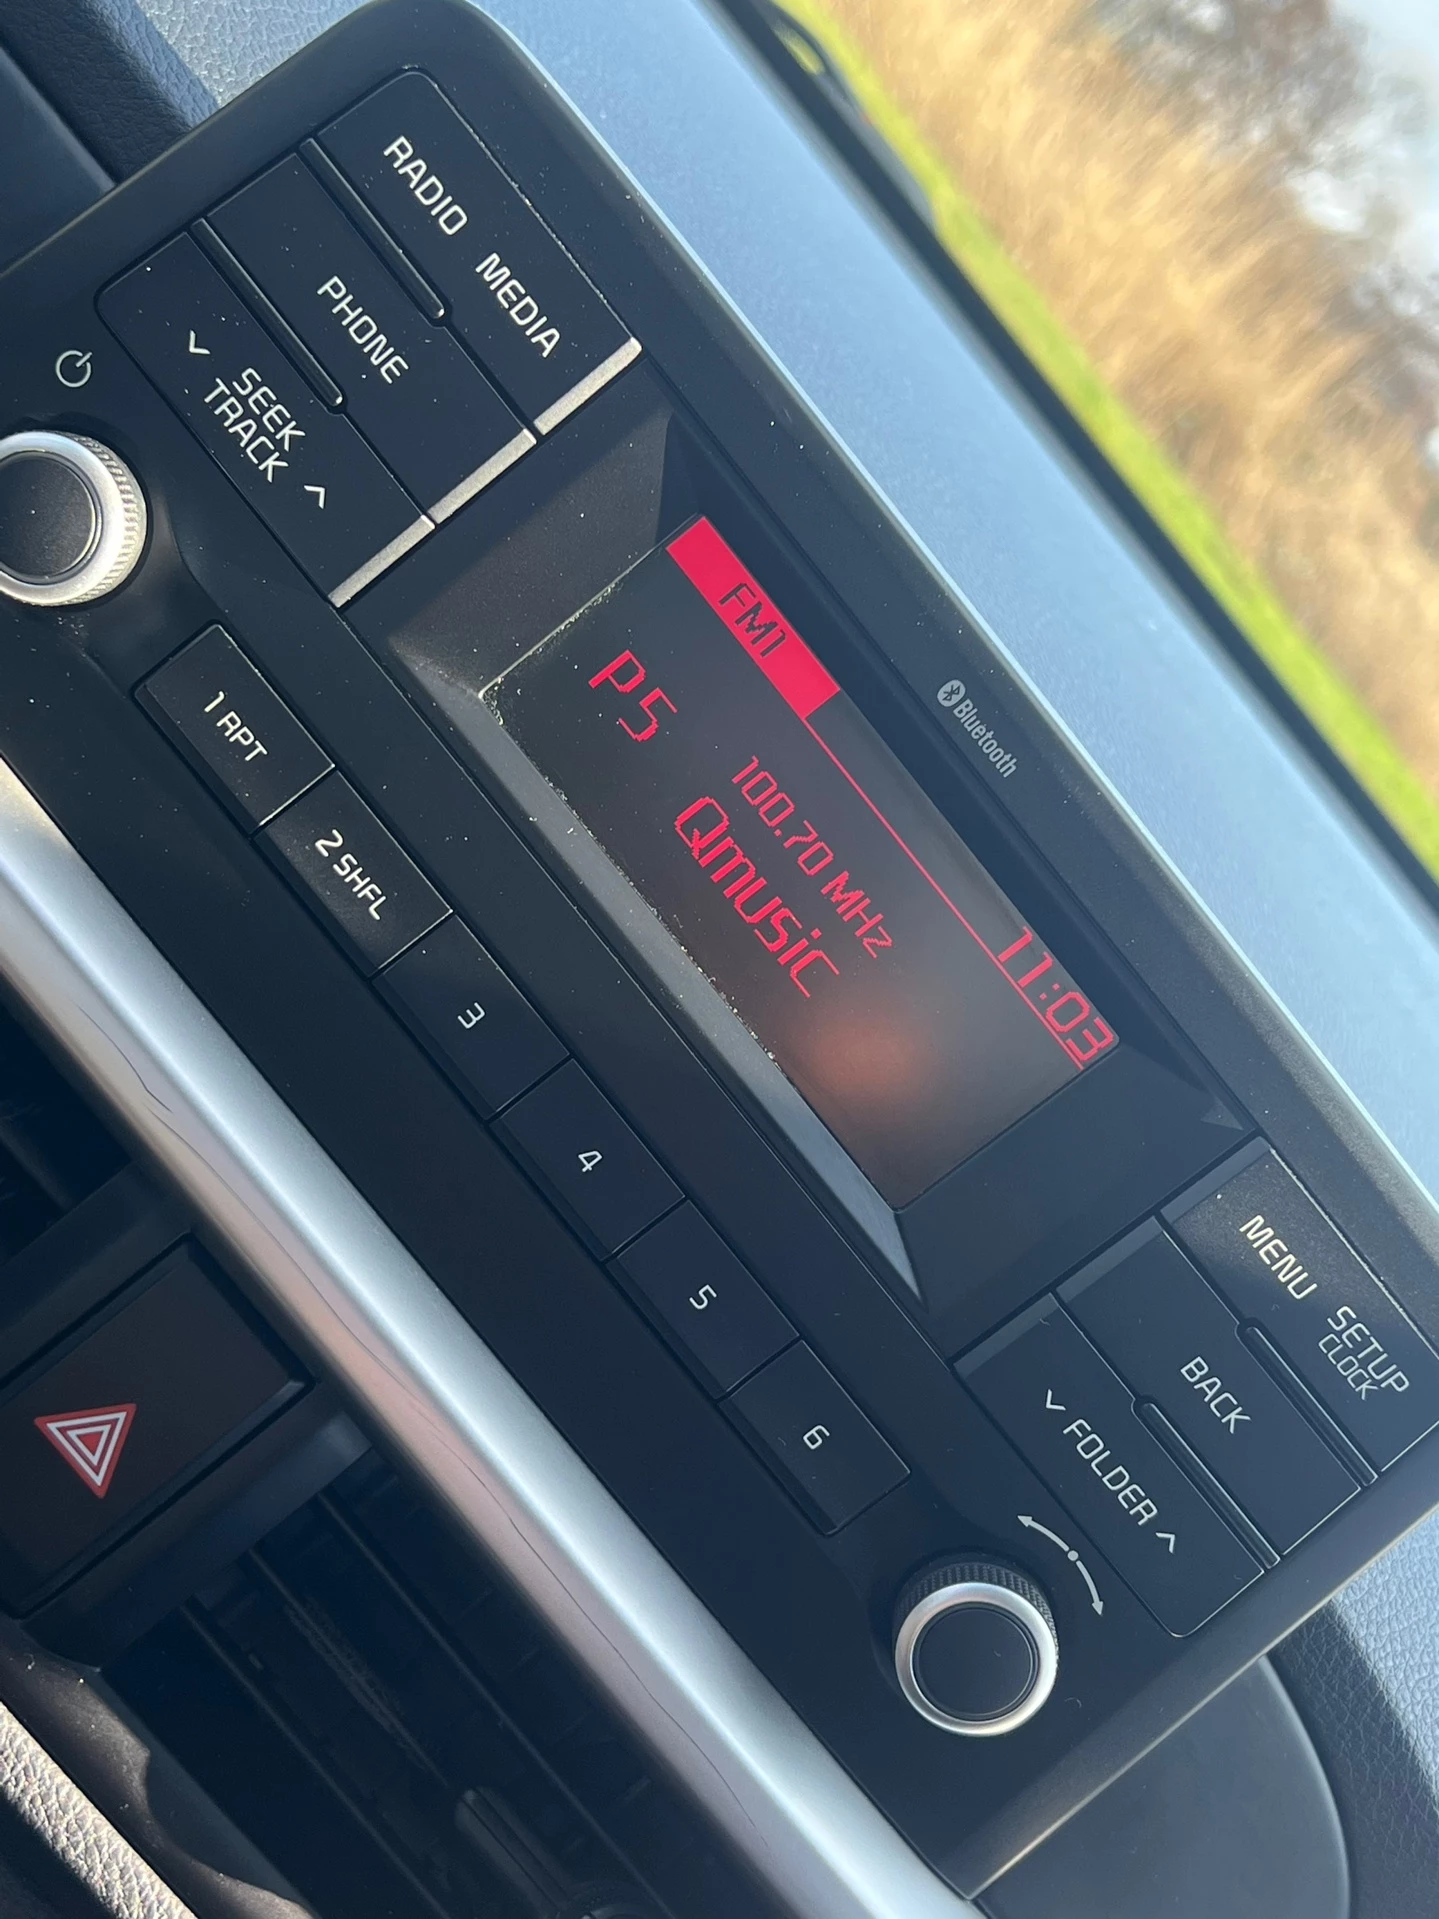 RADIO
MEDIA
PHONE
SEEK
TRACK
Bluetooth
FM1
11:03
P5
100.70 MHz
Qmusic
MENU
SETUP
CLOCK
BACK
FOLDER
1 RPT
2 SHFL
3
4
5
6